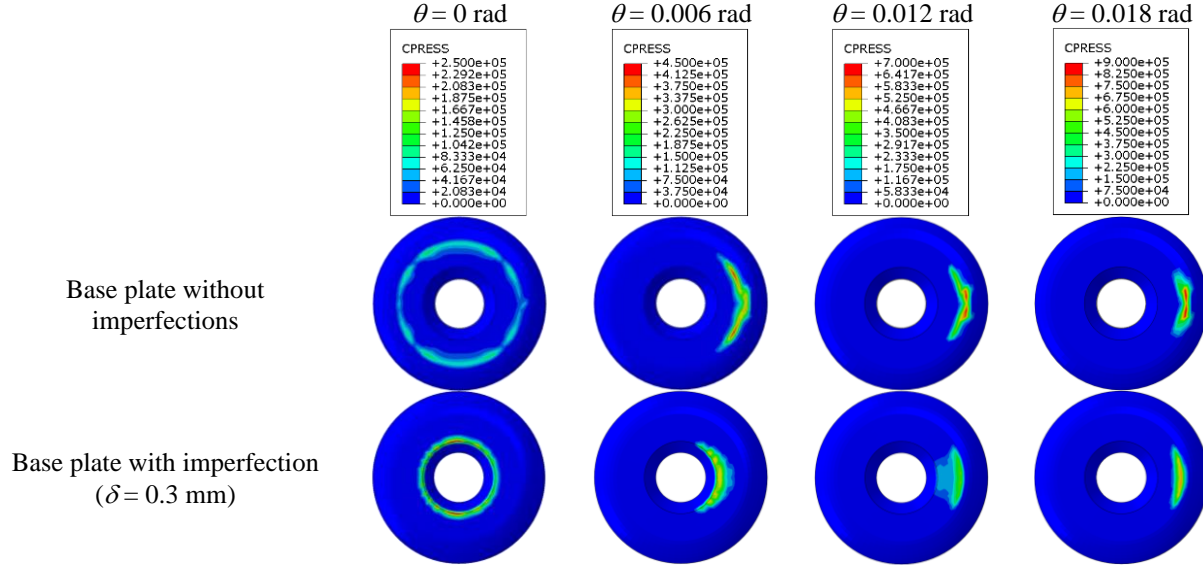 θ = 0 rad
θ = 0.006 rad
θ = 0.012 rad
θ = 0.018 rad
CPRESS
+2.500e+05
+2.292e+05
+2.083e+05
+1.875e+05
+1.667e+05
+1.458e+05
+1.250e+05
+1.042e+05
+8.333e+04
+6.250e+04
+4.167e+04
+2.083e+04
+0.000e+00
CPRESS
+4.500e+05
+4.125e+05
+3.750e+05
+3.375e+05
+3.000e+05
+2.625e+05
+2.250e+05
+1.875e+05
+1.500e+05
+1.125e+05
+7.500e+04
+3.750e+04
+0.000e+00
CPRESS
+7.000e+05
+6.417e+05
+5.833e+05
+5.250e+05
+4.667e+05
+4.083e+05
+3.500e+05
+2.917e+05
+2.333e+05
+1.750e+05
+1.167e+05
+5.833e+04
+0.000e+00
CPRESS
+9.000e+05
+8.250e+05
+7.500e+05
+6.750e+05
+6.000e+05
+5.250e+05
+4.500e+05
+3.750e+05
+3.000e+05
+2.250e+05
+1.500e+05
+7.500e+04
+0.000e+00
Base plate without
imperfections
Base plate with imperfection
(δ = 0.3 mm)